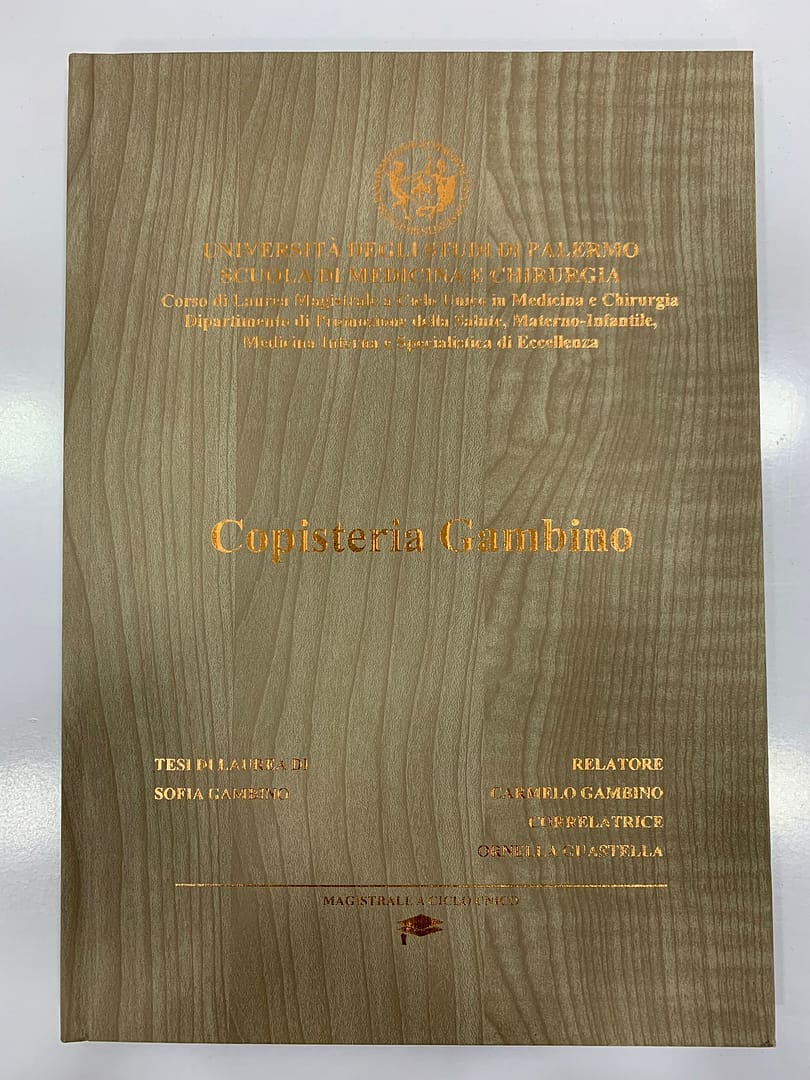 UNIVERSITÀ DEGLI STUDI DI PALERMO
SCUOLA DI MEDICINA E CHIRURGIA
Corso di Laurea Magistrale a Ciclo Unico in Medicina e Chirurgia
Dipartimento di Promozione della Salute, Materno-Infantile,
Medicina Interna e Specialistica di Eccellenza
Copisteria Gambino
TESI DI LAUREA DI
SOFIA GAMBINO
RELATORE
CARMELO GAMBINO
CORRELATRICE
ORNELLA GUASTELLA
MAGISTRALE A CICLO UNICO